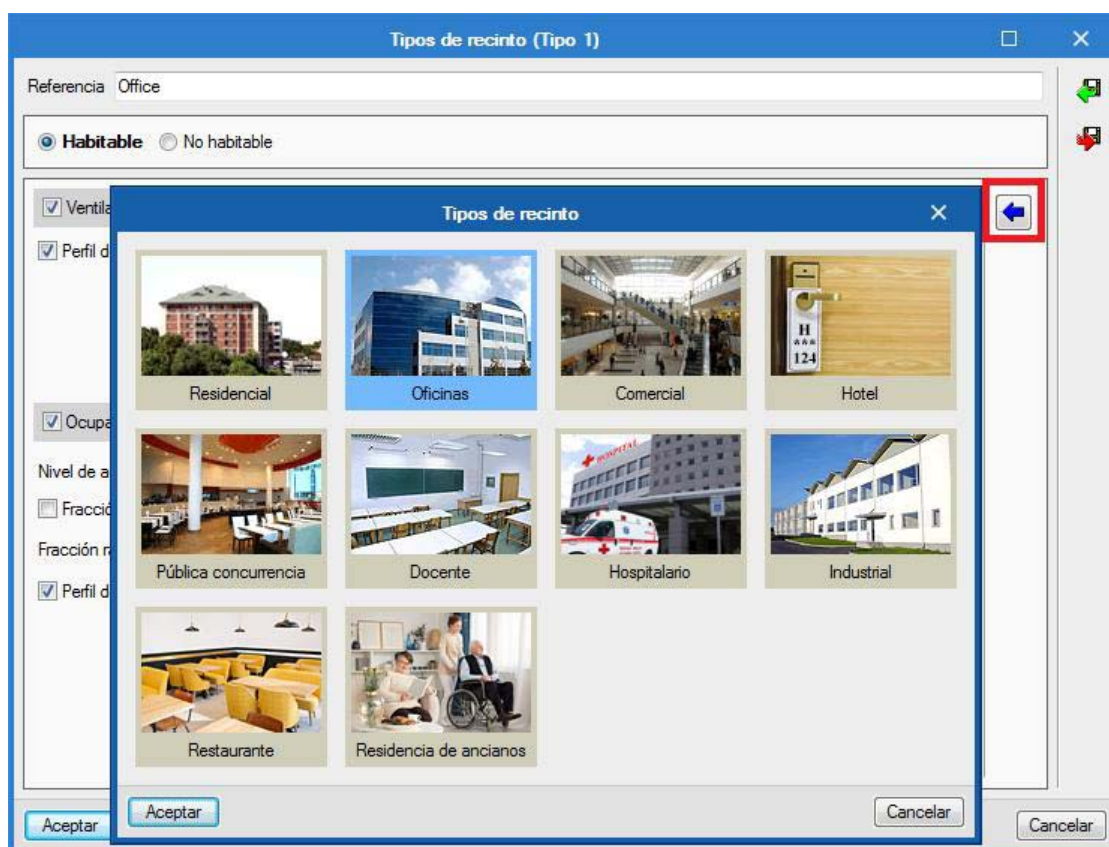 Tipos de recinto (Tipo 1)
Referencia Office
Habitable No habitable
Ventila
Tipos de recinto
Perfil d
H
124
Residencial Oficinas Comercial Hotel
Ocupa
HOSPITAL
Nivel de a
Fracció
Fracción r
Pública concurrencia Docente Hospitalario Industrial
Perfil d
Restaurante Residencia de ancianos
Aceptar Cancelar
Aceptar Cancelar